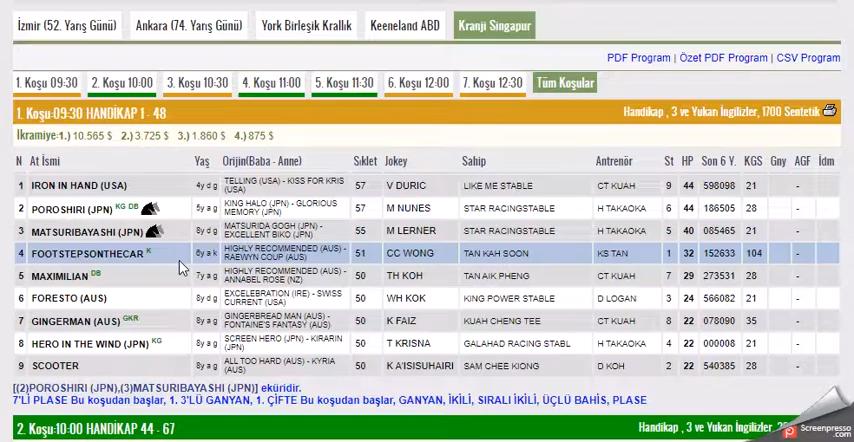 İzmir (52. Yarış Günü) Ankara (74. Yarış Günü) York Birleşik Krallık Keeneland ABD Kranji Singapur
PDF Program | Özet PDF Program | CSV Program
1. Koşu 09:30 2. Koşu 10:00 3. Koşu 10:30 4. Koşu 11:00 5. Koşu 11:30 6. Koşu 12:00 7. Koşu 12:30 Tüm Koşular
1. Koşu:09:30 HANDİKAP 1 - 48 Handikap , 3 ve Yukarı İngilizler, 1700 Sentetik
İkramiye:1.) 10.565 $ 2.) 3.725 $ 3.) 1.860 $ 4.) 875 $
N At İsmi Yaş Orijin(Baba - Anne) Sıklet Jokey Sahip Antrenör St HP Son 6 Y. KGS Gny AGF İdm
1 IRON IN HAND (USA) 4y d g TELLING (USA) - KISS FOR KRIS (USA) 57 V DURIC LIKE ME STABLE CT KUAH 9 44 598098 21 -
2 POROSHIRI (JPN) KG DB 5y a g KING HALO (JPN) - GLORIOUS MEMORY (JPN) 57 M NUNES STAR RACINGSTABLE H TAKAOKA 6 44 186505 28 -
3 MATSURIBAYASHI (JPN) 8y d g MATSURIDA GOGH (JPN) - EXCELLENT BIKO (JPN) 55 M LERNER STAR RACINGSTABLE H TAKAOKA 5 40 085465 21 -
4 FOOTSTEPSONTHECAR K 6y a k HIGHLY RECOMMENDED (AUS) - RAEWYN COUP (AUS) 51 CC WONG TAN KAH SOON KS TAN 1 32 152633 104 -
5 MAXIMILIAN DB 7y a g HIGHLY RECOMMENDED (AUS) - ANNABEL ROSE (NZ) 50 TH KOH TAN AIK PHENG CT KUAH 7 29 273531 28 -
6 FORESTO (AUS) 8y d g EXCELEBRATION (IRE) - SWISS CURRENT (USA) 50 WH KOK KING POWER STABLE D LOGAN 3 24 566082 21 -
7 GINGERMAN (AUS) GKR 8y a g GINGERBREAD MAN (AUS) - FONTAINE'S FANTASY (AUS) 50 K FAIZ KUAH CHENG TEE CT KUAH 8 22 078090 35 -
8 HERO IN THE WIND (JPN) KG 8y a g SCREEN HERO (JPN) - KIRARIN (JPN) 50 T KRISNA GALAHAD RACING STABL H TAKAOKA 4 22 000008 21 -
9 SCOOTER 8y a g ALL TOO HARD (AUS) - KYRIA (AUS) 50 K A'ISISUHAIRI SAM CHEE KIONG D KOH 2 22 540385 28 -
[(2)POROSHIRI (JPN),(3)MATSURIBAYASHI (JPN)] eküridir.
7'Lİ PLASE Bu koşudan başlar, 1. 3'LÜ GANYAN, 1. ÇİFTE Bu koşudan başlar, GANYAN, İKİLİ, SIRALI İKİLİ, ÜÇLÜ BAHİS, PLASE
2. Koşu:10:00 HANDİKAP 44 - 67 Handikap , 3 ve Yukarı İngilizler,
Screenpresso
.com